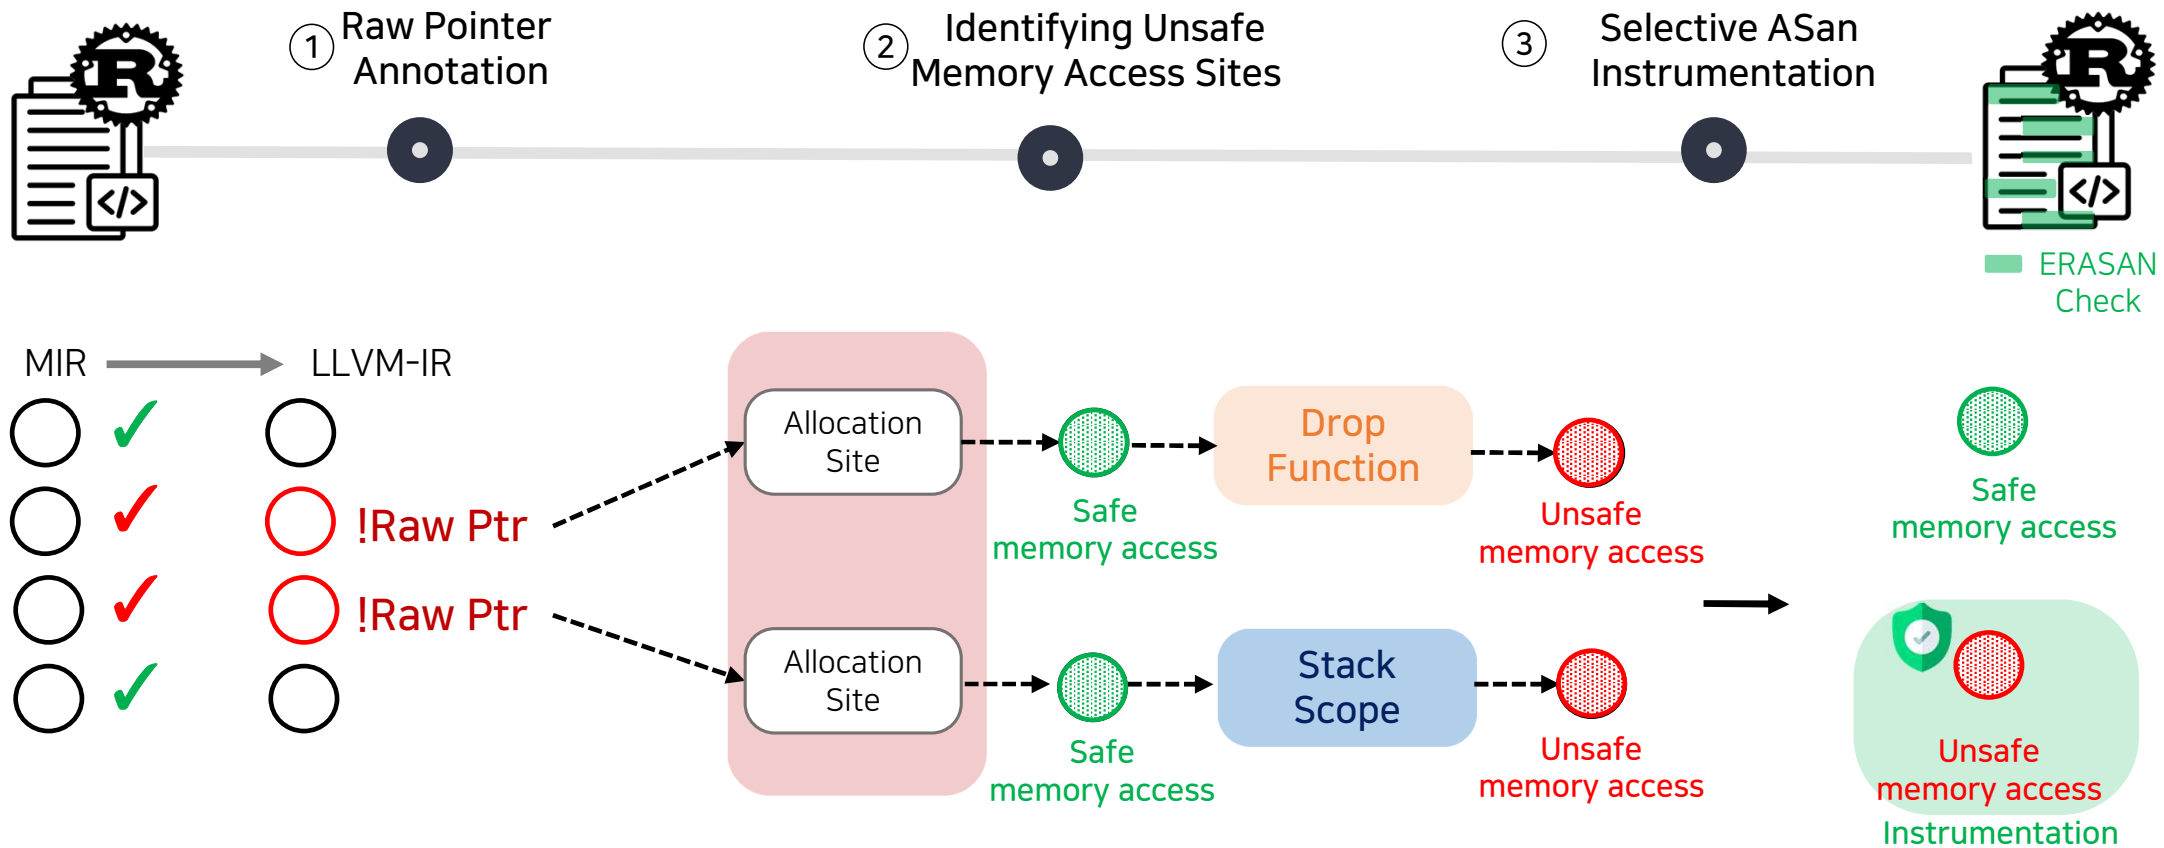 ① Raw Pointer
Annotation
② Identifying Unsafe
Memory Access Sites
③ Selective ASan
Instrumentation
R
</>
R
</>
ERASAN
Check
MIR
LLVM-IR
!Raw Ptr
!Raw Ptr
Allocation
Site
Safe
memory access
Drop
Function
Unsafe
memory access
Allocation
Site
Safe
memory access
Stack
Scope
Unsafe
memory access
Safe
memory access
Unsafe
memory access
Instrumentation